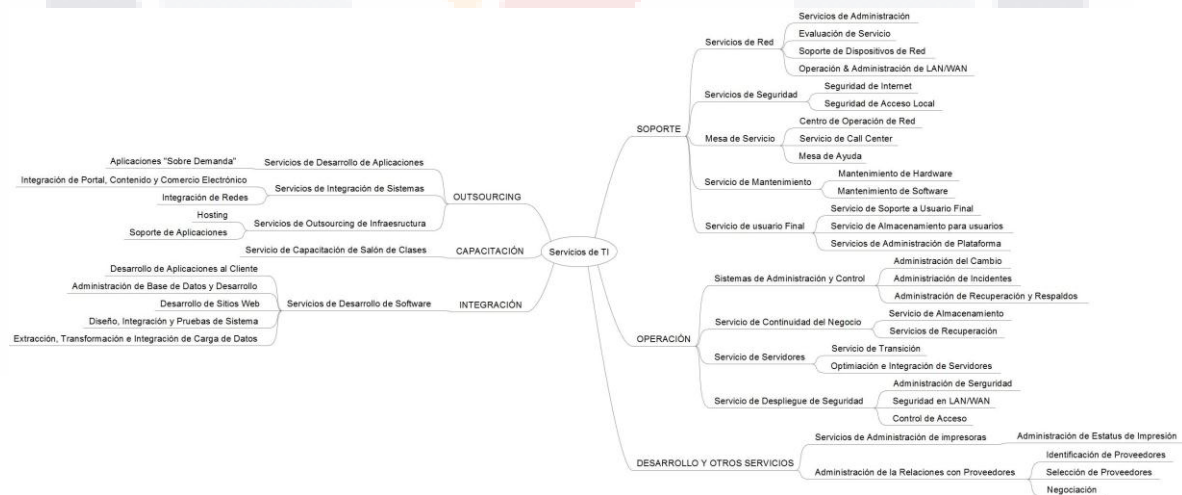 Servicios de TI
SOPORTE
Servicios de Red
Servicios de Administración
Evaluación de Servicio
Soporte de Dispositivos de Red
Operación & Administración de LAN/WAN
Servicios de Seguridad
Seguridad de Internet
Seguridad de Acceso Local
Mesa de Servicio
Centro de Operación de Red
Servicio de Call Center
Mesa de Ayuda
Servicio de Mantenimiento
Mantenimiento de Hardware
Mantenimiento de Software
Servicio de usuario Final
Servicio de Soporte a Usuario Final
Servicio de Almacenamiento para usuarios
Servicios de Administración de Plataforma
OPERACIÓN
Sistemas de Administración y Control
Administración del Cambio
Administriación de Incidentes
Administración de Recuperación y Respaldos
Servicio de Continuidad del Negocio
Servicio de Almacenamiento
Servicios de Recuperación
Servicio de Servidores
Servicio de Transición
Optimiación e Integración de Servidores
Servicio de Despliegue de Seguridad
Administración de Serguridad
Seguridad en LAN/WAN
Control de Acceso
DESARROLLO Y OTROS SERVICIOS
Servicios de Administración de impresoras
Administración de Estatus de Impresión
Administración de la Relaciones con Proveedores
Identificación de Proveedores
Selección de Proveedores
Negociación
OUTSOURCING
Servicios de Desarrollo de Aplicaciones
Aplicaciones "Sobre Demanda"
Servicios de Integración de Sistemas
Integración de Portal, Contenido y Comercio Electrónico
Integración de Redes
Servicios de Outsourcing de Infraesructura
Hosting
Soporte de Aplicaciones
CAPACITACIÓN
Servicio de Capacitación de Salón de Clases
INTEGRACIÓN
Servicios de Desarrollo de Software
Desarrollo de Aplicaciones al Cliente
Administración de Base de Datos y Desarrollo
Desarrollo de Sitios Web
Diseño, Integración y Pruebas de Sistema
Extracción, Transformación e Integración de Carga de Datos